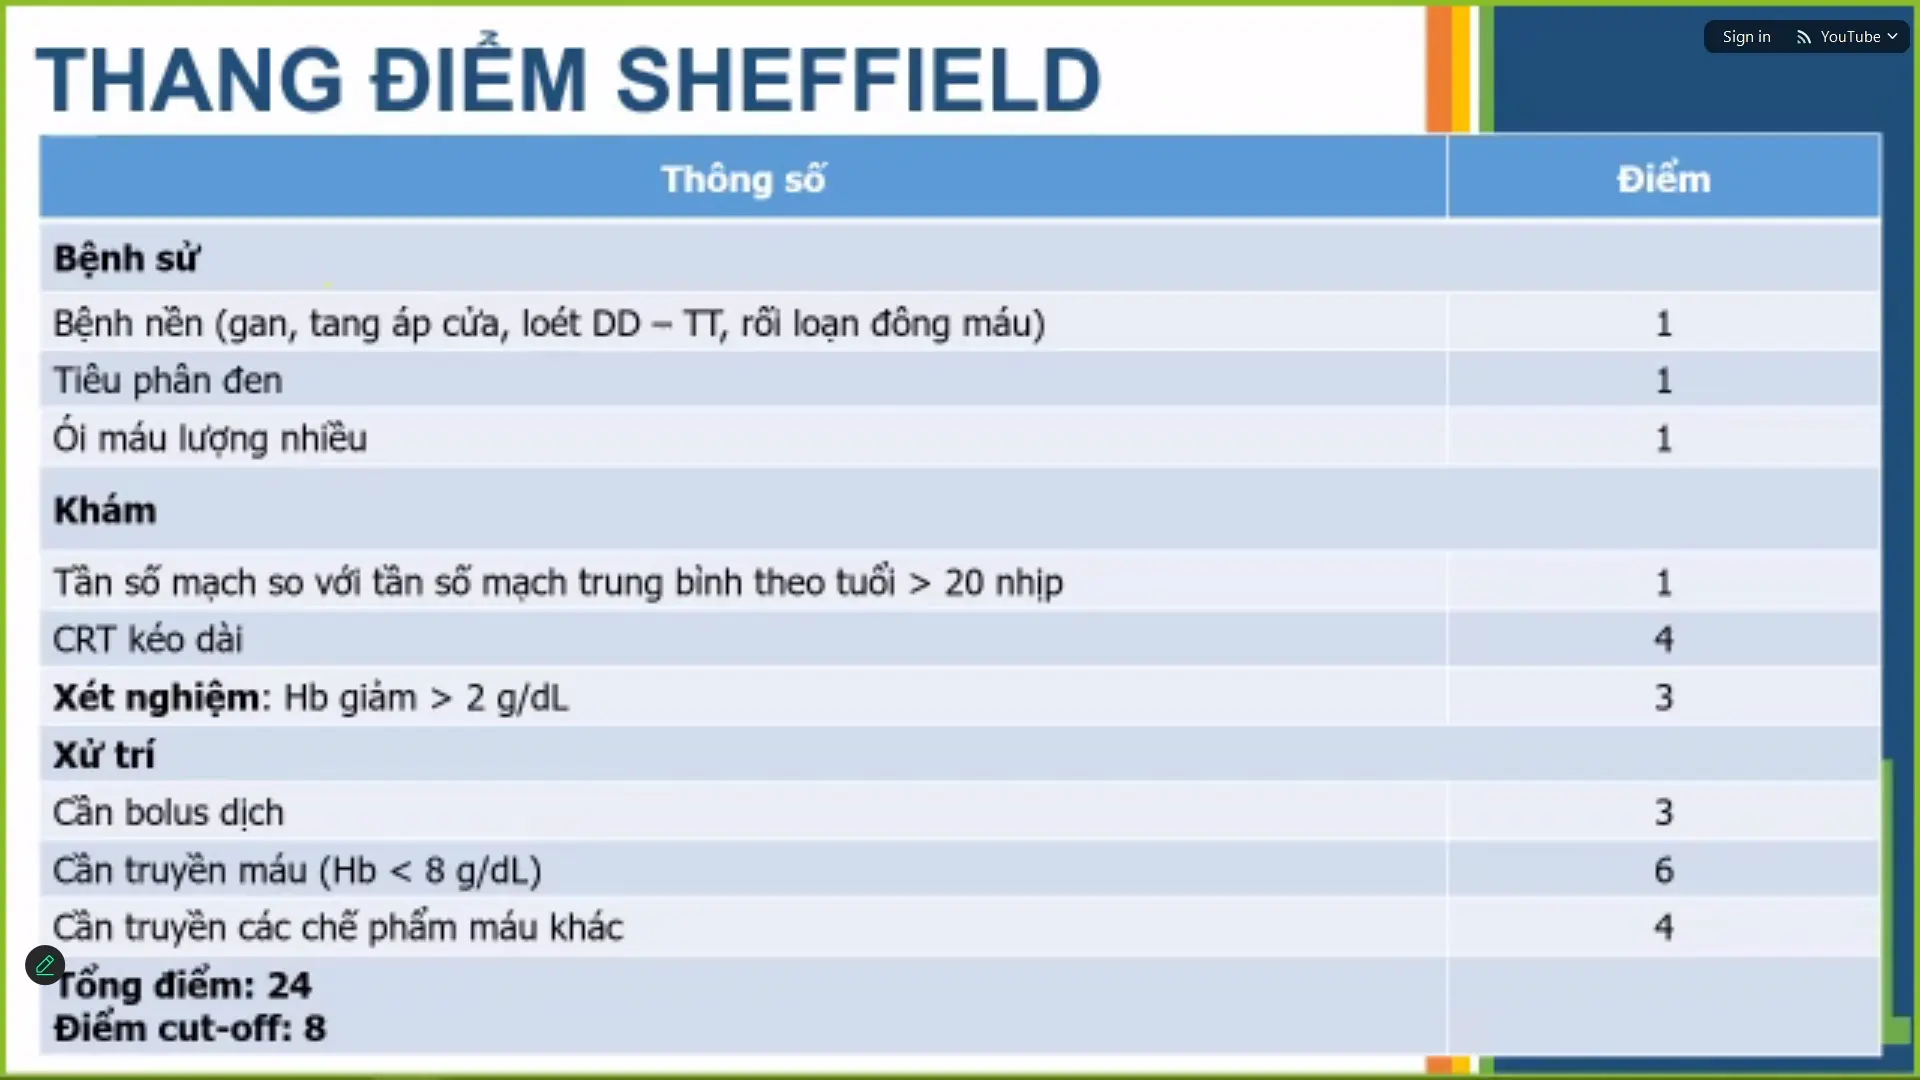 THANG ĐIỂM SHEFFIELD
Sign in YouTube
Thông số Điểm
Bệnh sử
Bệnh nền (gan, tang áp cửa, loét DD – TT, rối loạn đông máu) 1
Tiêu phân đen 1
Ói máu lượng nhiều 1
Khám
Tần số mạch so với tần số mạch trung bình theo tuổi > 20 nhịp 1
CRT kéo dài 4
Xét nghiệm: Hb giảm > 2 g/dL 3
Xử trí
Cần bolus dịch 3
Cần truyền máu (Hb < 8 g/dL) 6
Cần truyền các chế phẩm máu khác 4
Tổng điểm: 24
Điểm cut-off: 8